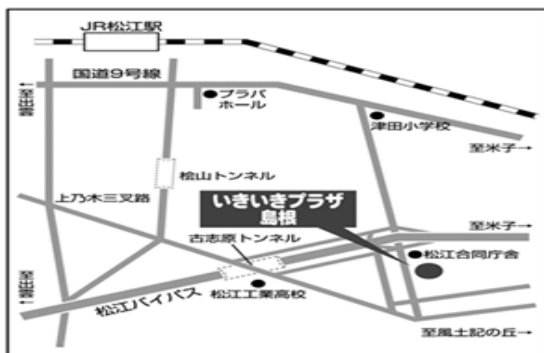 JR松江駅
国道9号線
至出雲
プラバ
ホール
津田小学校
至米子
桧山トンネル
上乃木三叉路
いきいきプラザ
島根
至米子
古志原トンネル
松江合同庁舎
至出雲
松江バイパス
松江工業高校
至風土記の丘